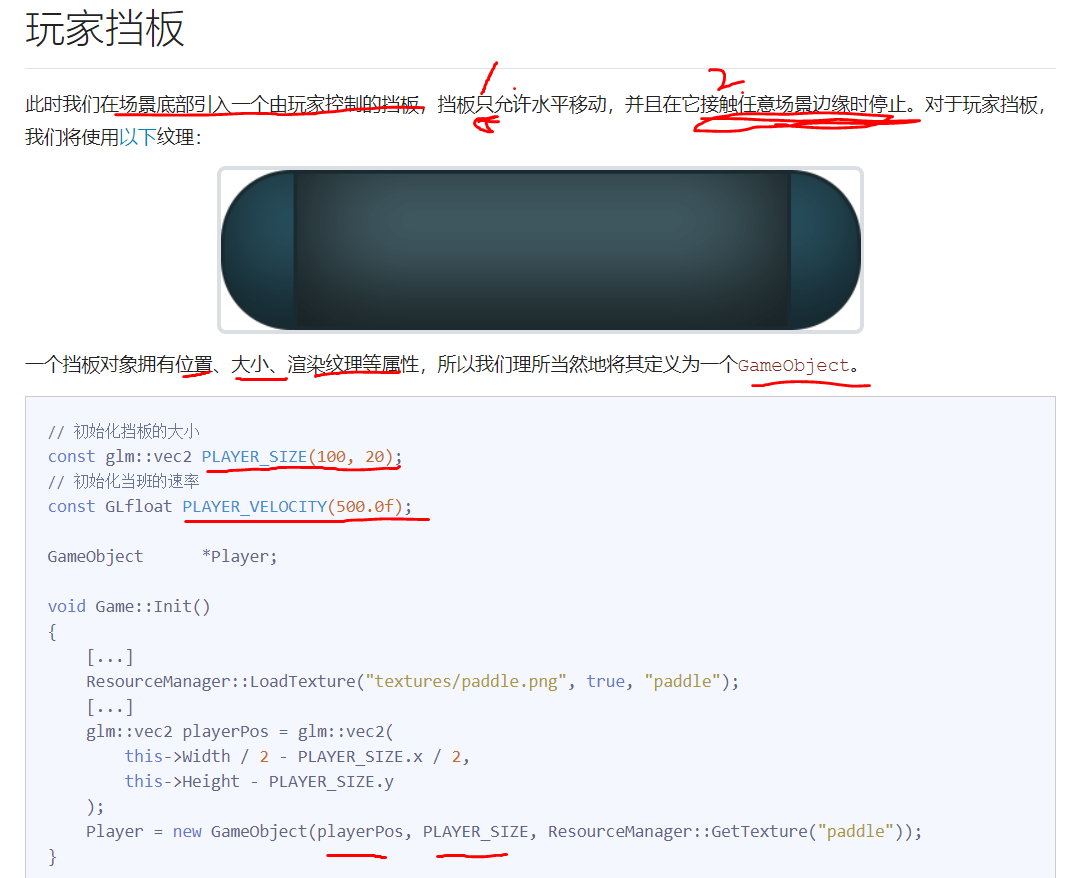 玩家挡板
1 2
此时我们在场景底部引入一个由玩家控制的挡板，挡板只允许水平移动，并且在它接触任意场景边缘时停止。对于玩家挡板，
我们将使用以下纹理：
一个挡板对象拥有位置、大小、渲染纹理等属性，所以我们理所当然地将其定义为一个GameObject。
// 初始化挡板的大小
const glm::vec2 PLAYER_SIZE(100, 20);
// 初始化当班的速率
const GLfloat PLAYER_VELOCITY(500.0f);
GameObject      *Player;
void Game::Init()
{
    [...]
    ResourceManager::LoadTexture("textures/paddle.png", true, "paddle");
    [...]
    glm::vec2 playerPos = glm::vec2(
        this->Width / 2 - PLAYER_SIZE.x / 2,
        this->Height - PLAYER_SIZE.y
    );
    Player = new GameObject(playerPos, PLAYER_SIZE, ResourceManager::GetTexture("paddle"));
}